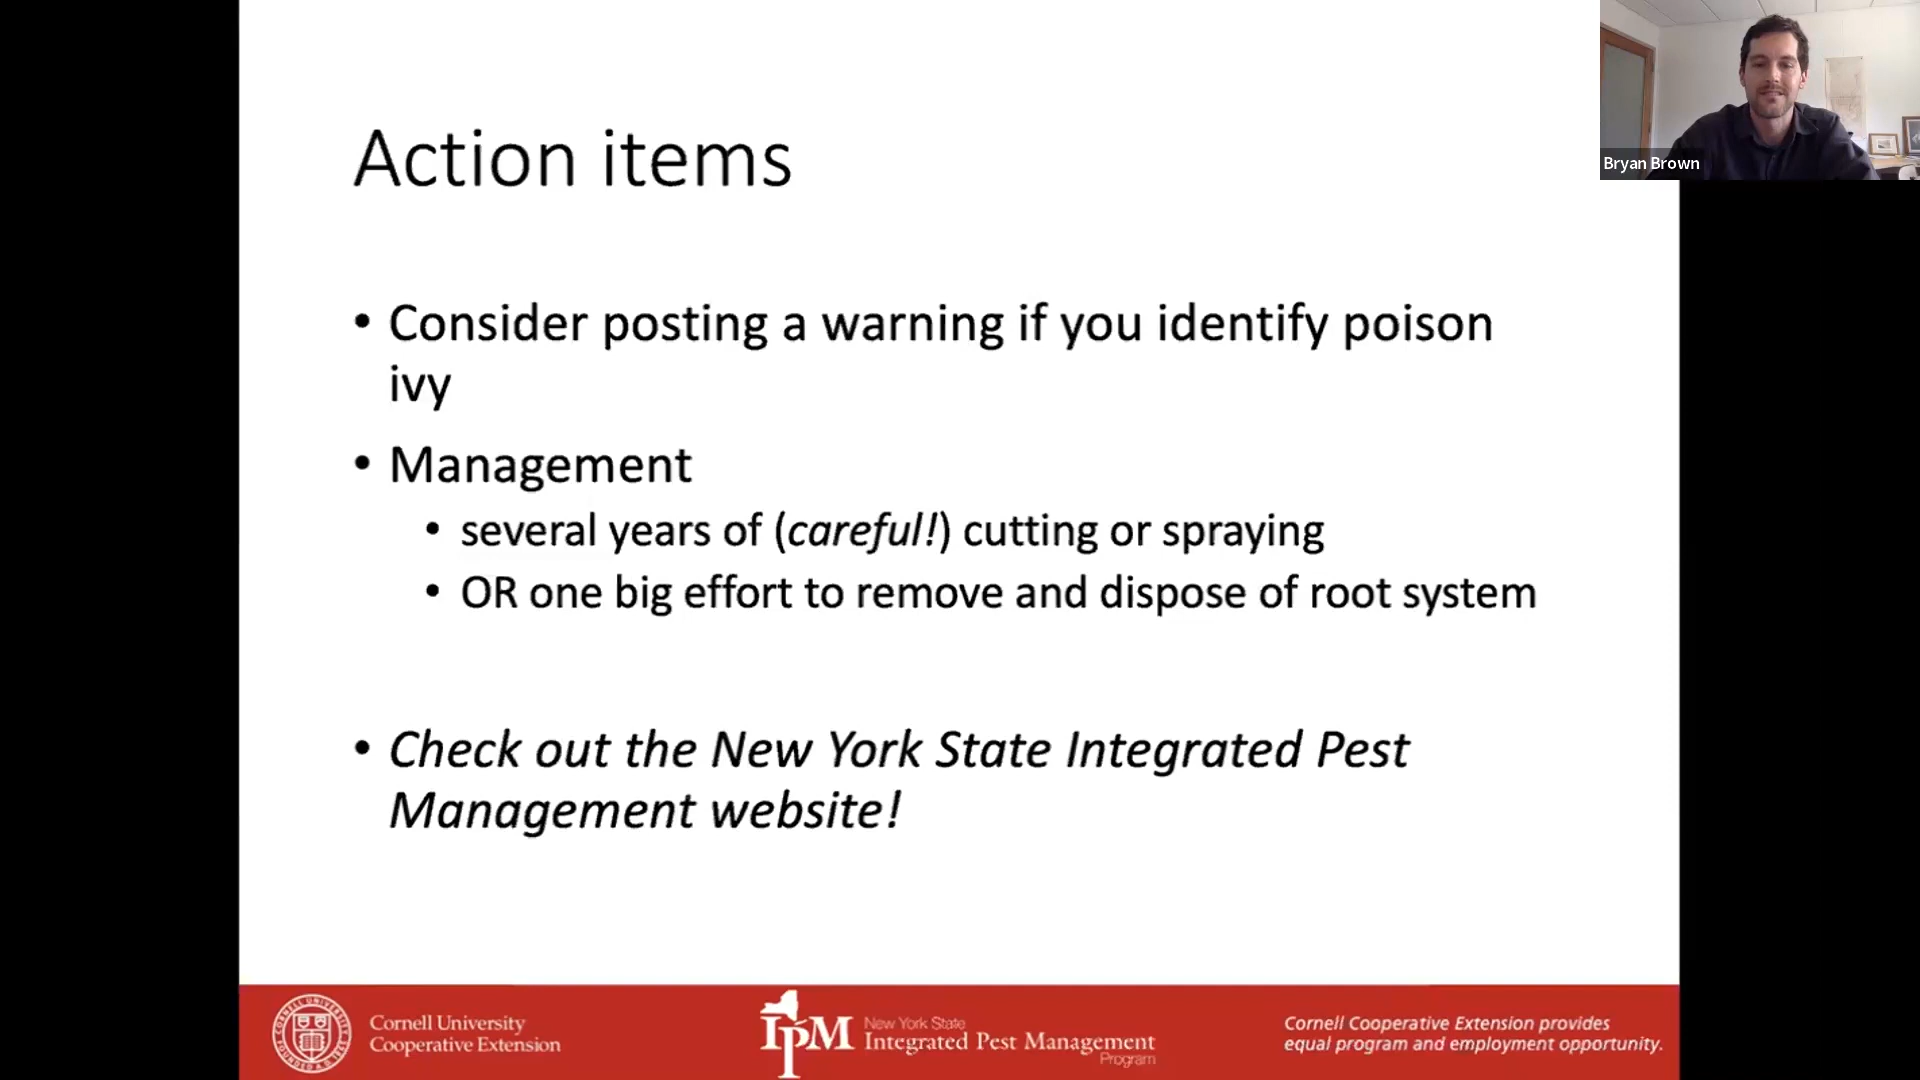 Action items
• Consider posting a warning if you identify poison
ivy
• Management
• several years of (careful!) cutting or spraying
• OR one big effort to remove and dispose of root system
• Check out the New York State Integrated Pest
Management website!
Bryan Brown
Cornell University
Cooperative Extension
IPM
New York State
Integrated Pest Management
Program
Cornell Cooperative Extension provides
equal program and employment opportunity.